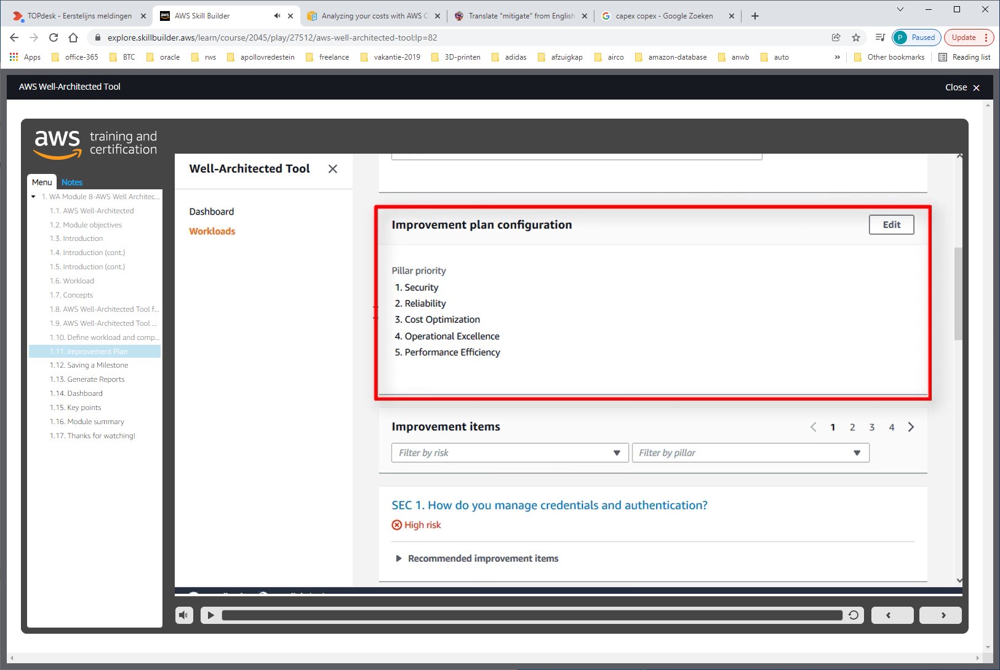 TOPdesk - Eerstelijns meldingen
AWS Skill Builder
Analyzing your costs with AWS C
Translate "mitigate" from English
capex copex - Google Zoeken
explore.skillbuilder.aws/learn/course/2045/play/27512/aws-well-architected-tool;lp=82
P Paused
Update
Apps
office-365
BTC
oracle
rws
apollovredestein
freelance
vakantie-2019
3D-printen
adidas
afzuigkap
airco
amazon-database
anwb
auto
»
Other bookmarks
Reading list
AWS Well-Architected Tool
Close
aws training and
certification
Menu
Notes
1. WA Module 8-AWS Well Architec...
1.1. AWS Well-Architected
1.2. Module objectives
1.3. Introduction
1.4. Introduction (cont.)
1.5. Introduction (cont.)
1.6. Workload
1.7. Concepts
1.8. AWS Well-Architected Tool f...
1.9. AWS Well-Architected Tool ...
1.10. Define workload and comp...
1.11. Improvement Plan
1.12. Saving a Milestone
1.13. Generate Reports
1.14. Dashboard
1.15. Key points
1.16. Module summary
1.17. Thanks for watching!
Well-Architected Tool
Dashboard
Workloads
Improvement plan configuration
Edit
Pillar priority
1. Security
2. Reliability
3. Cost Optimization
4. Operational Excellence
5. Performance Efficiency
Improvement items
1 2 3 4
Filter by risk
Filter by pillar
SEC 1. How do you manage credentials and authentication?
High risk
Recommended improvement items